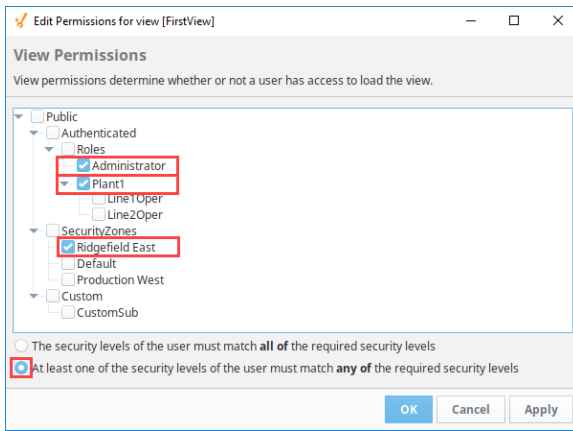 Edit Permissions for view [FirstView]
View Permissions
View permissions determine whether or not a user has access to load the view.
Public
Authenticated
Roles
Administrator
Plant1
Line1Oper
Line2Oper
SecurityZones
Ridgefield East
Default
Production West
Custom
CustomSub
The security levels of the user must match all of the required security levels
At least one of the security levels of the user must match any of the required security levels
OK Cancel Apply